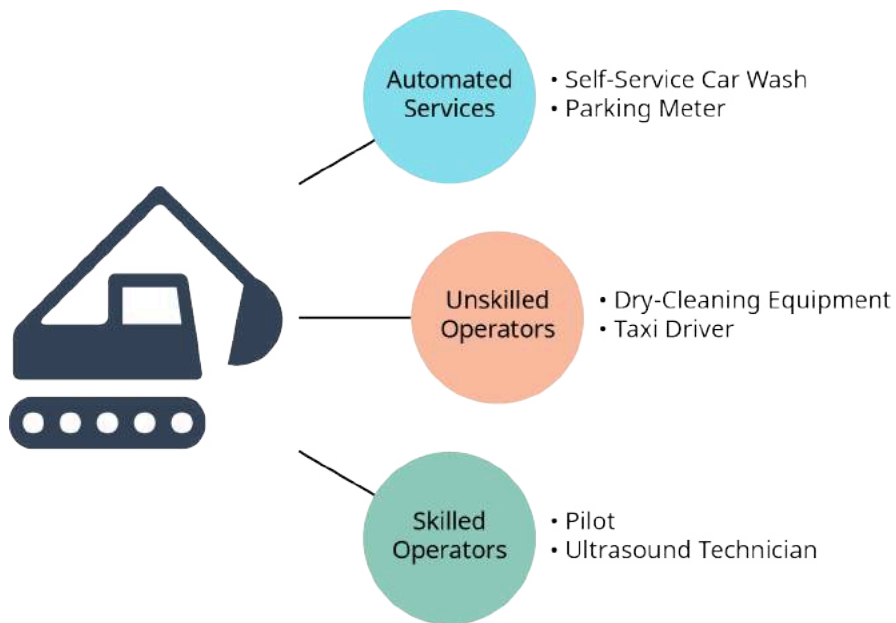 Automated
Services
• Self-Service Car Wash
• Parking Meter
Unskilled
Operators
• Dry-Cleaning Equipment
• Taxi Driver
Skilled
Operators
• Pilot
• Ultrasound Technician